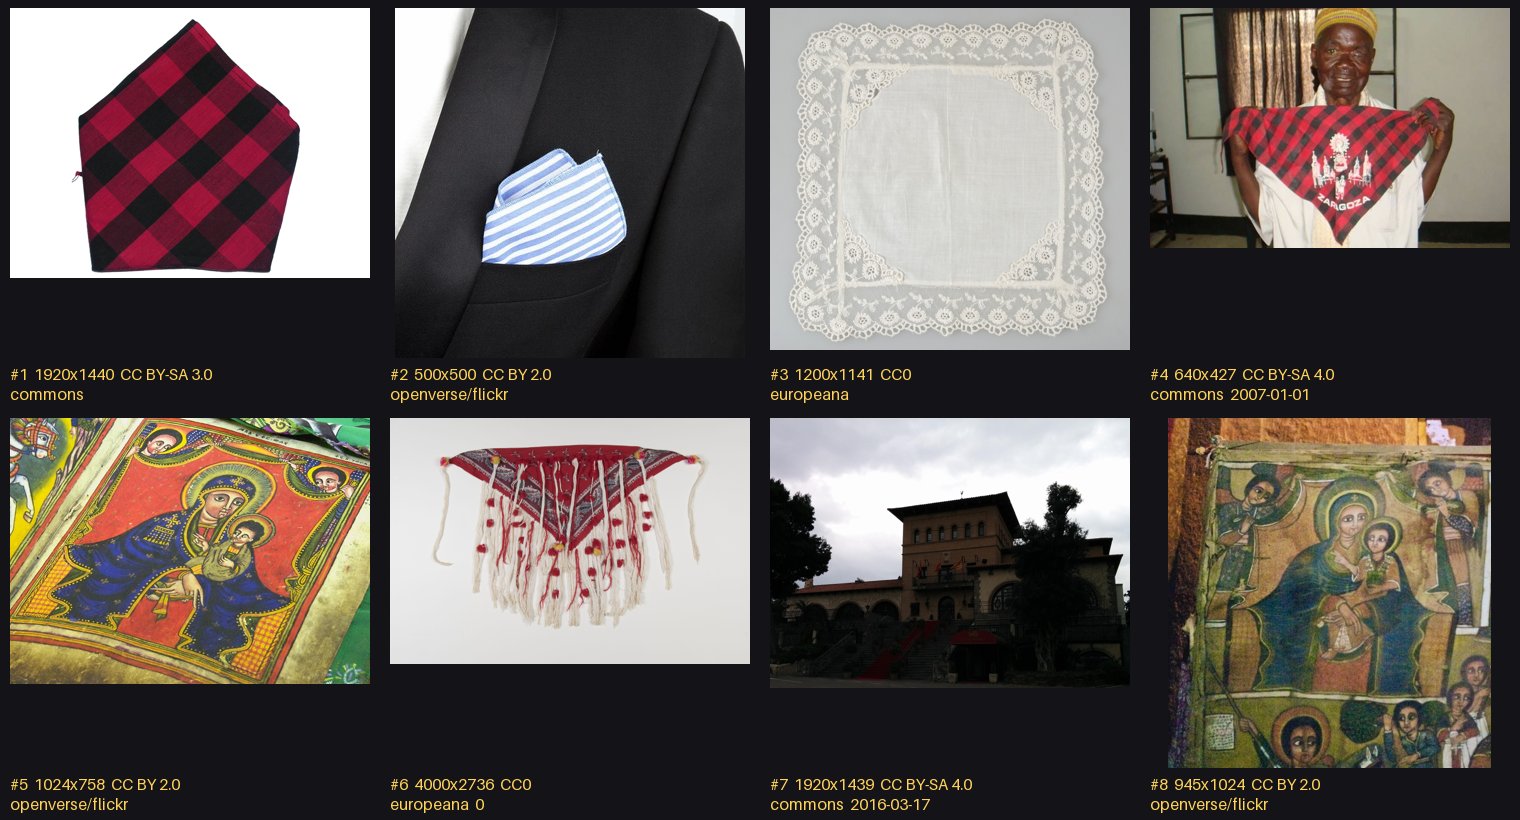 ZARAGOZA
#1 1920x1440 CC BY-SA 3.0
commons
#2 500x500 CC BY 2.0
openverse/flickr
#3 1200x1141 CC0
europeana
#4 640x427 CC BY-SA 4.0
commons 2007-01-01
#5 1024x758 CC BY 2.0
openverse/flickr
#6 4000x2736 CC0
europeana 0
#7 1920x1439 CC BY-SA 4.0
commons 2016-03-17
#8 945x1024 CC BY 2.0
openverse/flickr